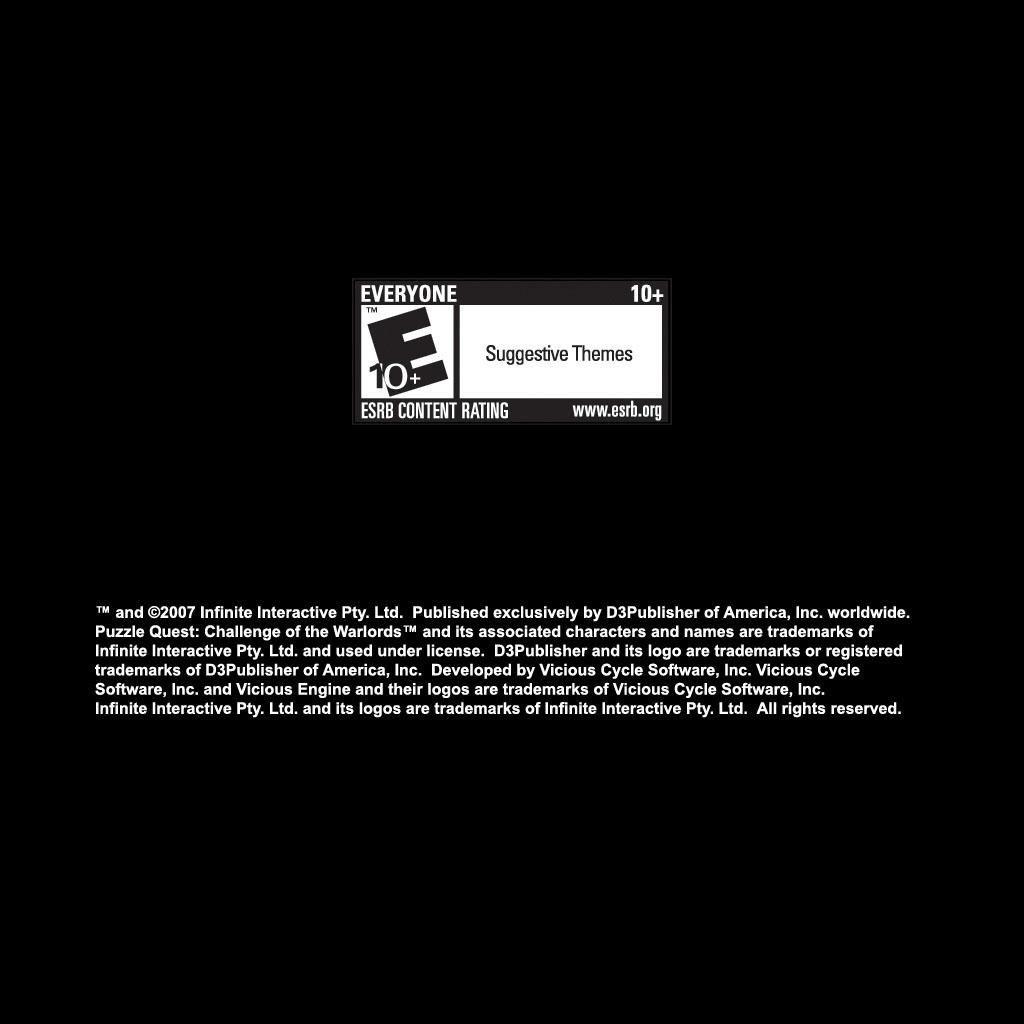 EVERYONE 10+
™
E
10+
Suggestive Themes
ESRB CONTENT RATING www.esrb.org
™ and ©2007 Infinite Interactive Pty. Ltd.  Published exclusively by D3Publisher of America, Inc. worldwide.
Puzzle Quest: Challenge of the Warlords™ and its associated characters and names are trademarks of
Infinite Interactive Pty. Ltd. and used under license.  D3Publisher and its logo are trademarks or registered
trademarks of D3Publisher of America, Inc.  Developed by Vicious Cycle Software, Inc. Vicious Cycle
Software, Inc. and Vicious Engine and their logos are trademarks of Vicious Cycle Software, Inc.
Infinite Interactive Pty. Ltd. and its logos are trademarks of Infinite Interactive Pty. Ltd.  All rights reserved.